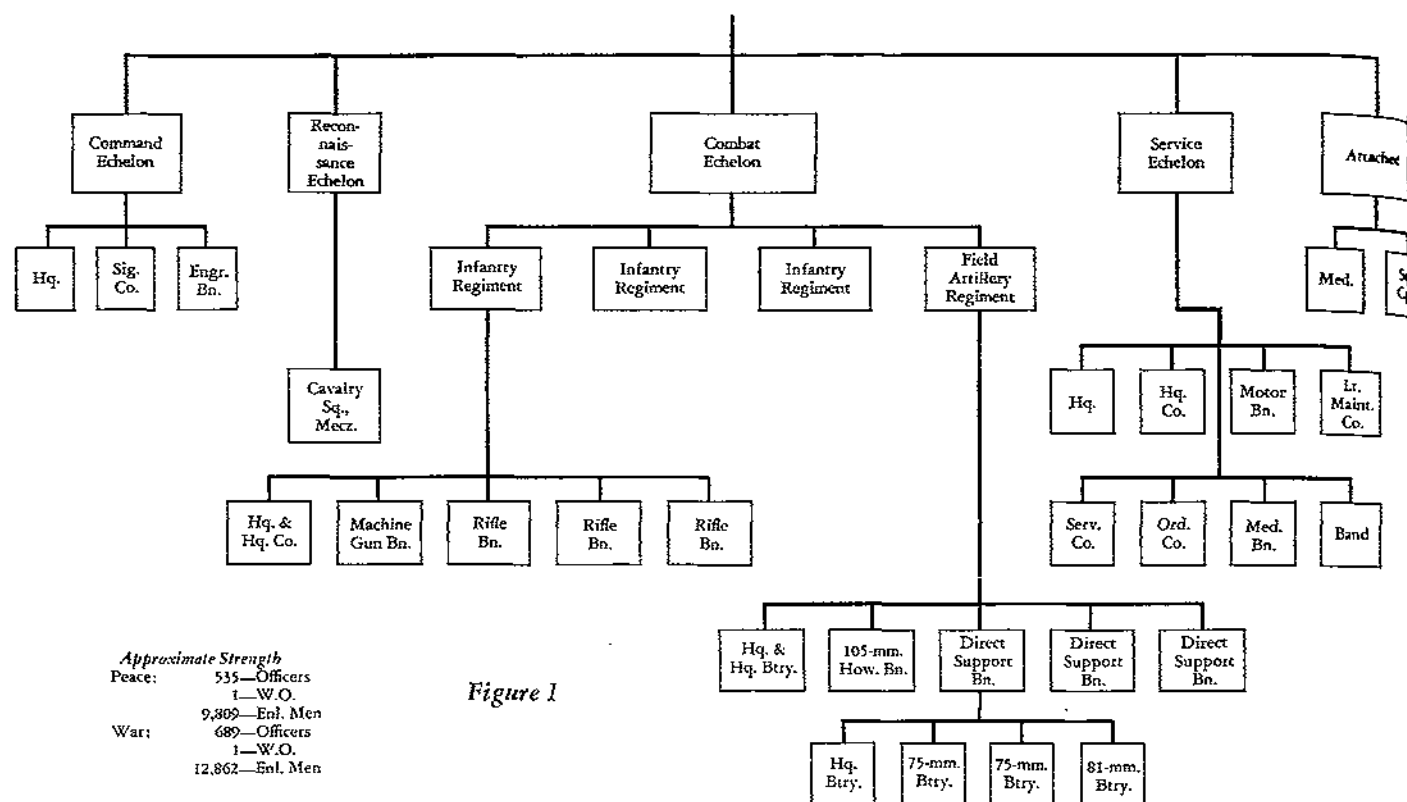 Command
Echelon
Recon-
nais-
sance
Echelon
Combat
Echelon
Service
Echelon
Attached
Hq.
Sig.
Co.
Engr.
Bn.
Infantry
Regiment
Infantry
Regiment
Infantry
Regiment
Field
Artillery
Regiment
Med.
Cavalry
Sq.,
Mecz.
Hq.
Hq.
Co.
Motor
Bn.
Lt.
Maint.
Co.
Hq. &
Hq. Co.
Machine
Gun Bn.
Rifle
Bn.
Rifle
Bn.
Rifle
Bn.
Serv.
Co.
Ord.
Co.
Med.
Bn.
Band
Hq. &
Hq. Btry.
105-mm.
How. Bn.
Direct
Support
Bn.
Direct
Support
Bn.
Direct
Support
Bn.
Hq.
Btry.
75-mm.
Btry.
75-mm.
Btry.
81-mm.
Btry.
Approximate Strength
Peace: 535—Officers
1—W.O.
9,809—Enl. Men
War: 689—Officers
1—W.O.
12,862—Enl. Men
Figure 1